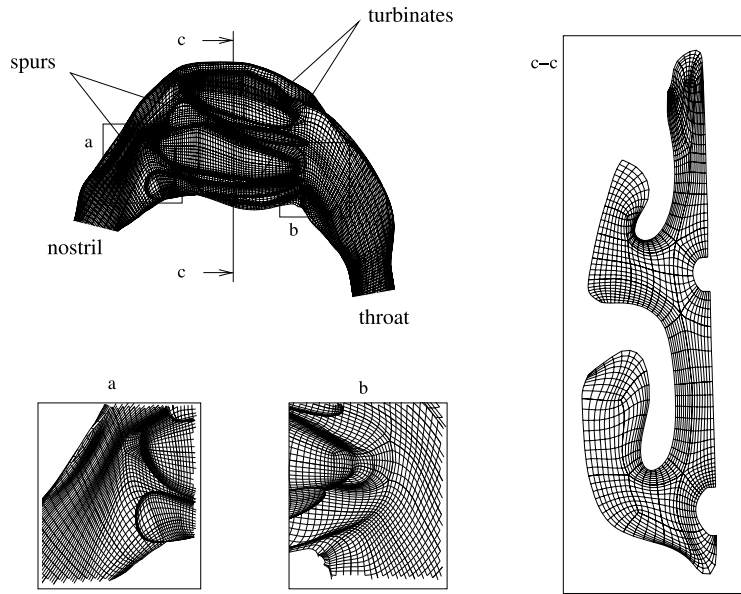 turbinates
c
spurs
c–c
a
b
nostril
c
throat
a
b